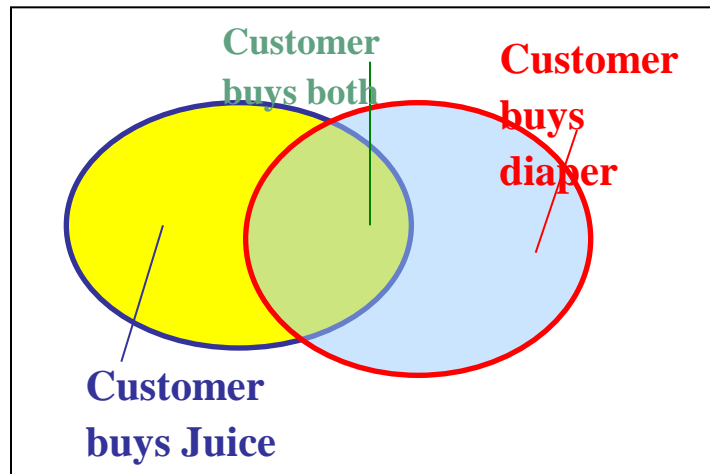 Customer
buys both
Customer
buys
diaper
Customer
buys Juice